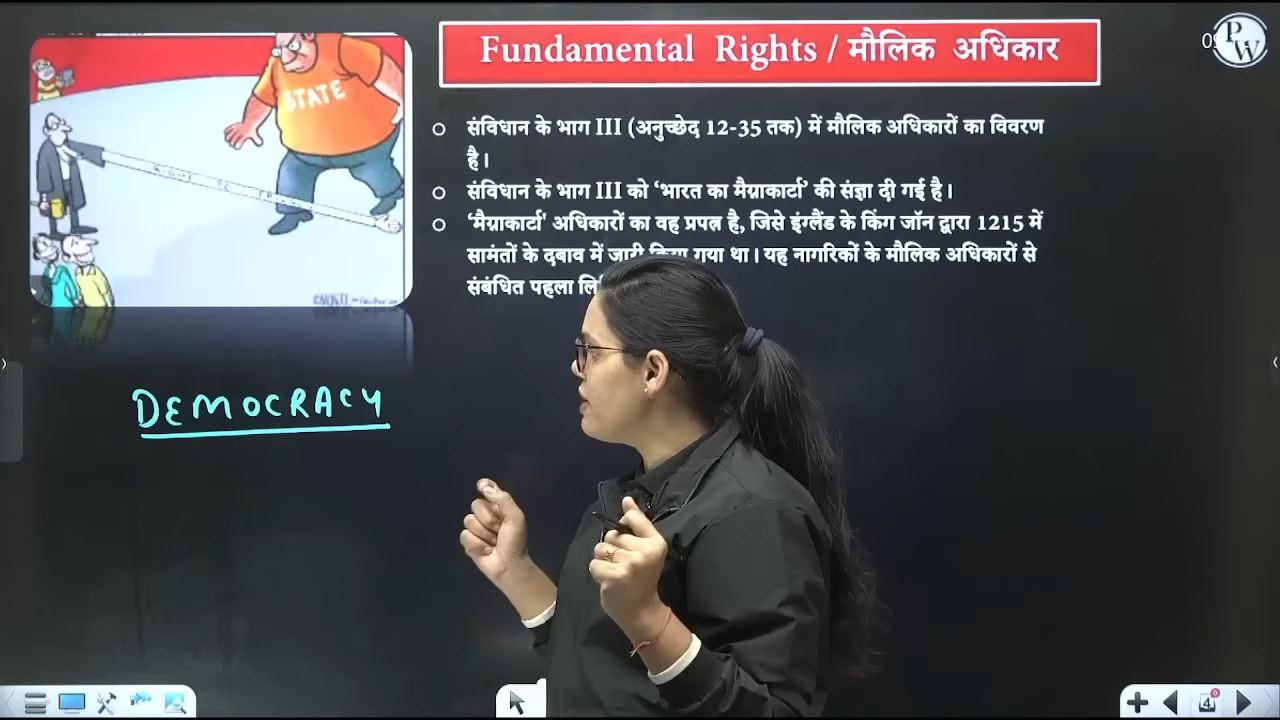 Fundamental Rights / मौलिक अधिकार
PW
STATE
संविधान के भाग III (अनुच्छेद 12-35 तक) में मौलिक अधिकारों का विवरण
है।
संविधान के भाग III को ‘भारत का मैग्नाकार्टा’ की संज्ञा दी गई है।
‘मैग्नाकार्टा' अधिकारों का वह प्रपत्र है, जिसे इंग्लैंड के किंग जॉन द्वारा 1215 में
सामंतों के दबाव में जारी किया गया था। यह नागरिकों के मौलिक अधिकारों से
संबंधित पहला
DEMOCRACY